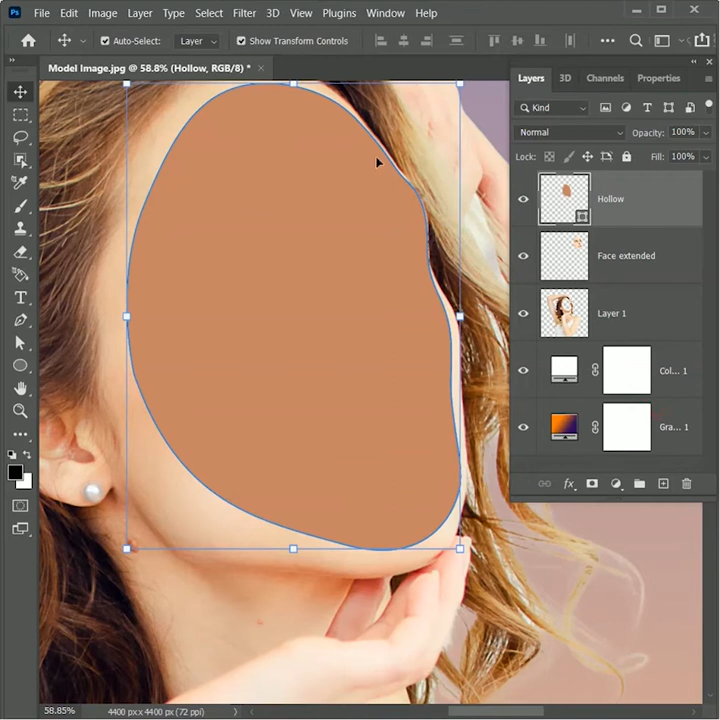 Ps File Edit Image Layer Type Select Filter 3D View Plugins Window Help
Auto-Select: Layer Show Transform Controls
Model Image.jpg @ 58.8% (Hollow, RGB/8) *
Layers 3D Channels Properties
Kind
Normal Opacity: 100%
Lock: Fill: 100%
Hollow
Face extended
Layer 1
Col... 1
Gra... 1
fx
58.85% 4400 px x 4400 px (72 ppi)